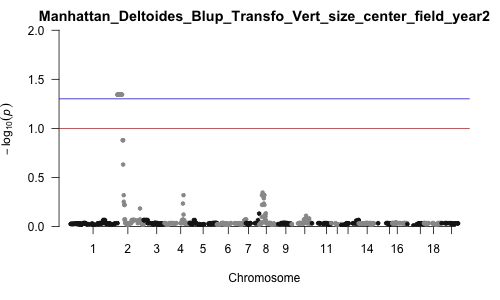 Manhattan_Deltoides_Blup_Transfo_Vert_size_center_field_year2
2.0
1.5
1.0
0.5
0.0
− log10(p)
1 2 3 4 5 6 7 8 9 11 14 16 18
Chromosome